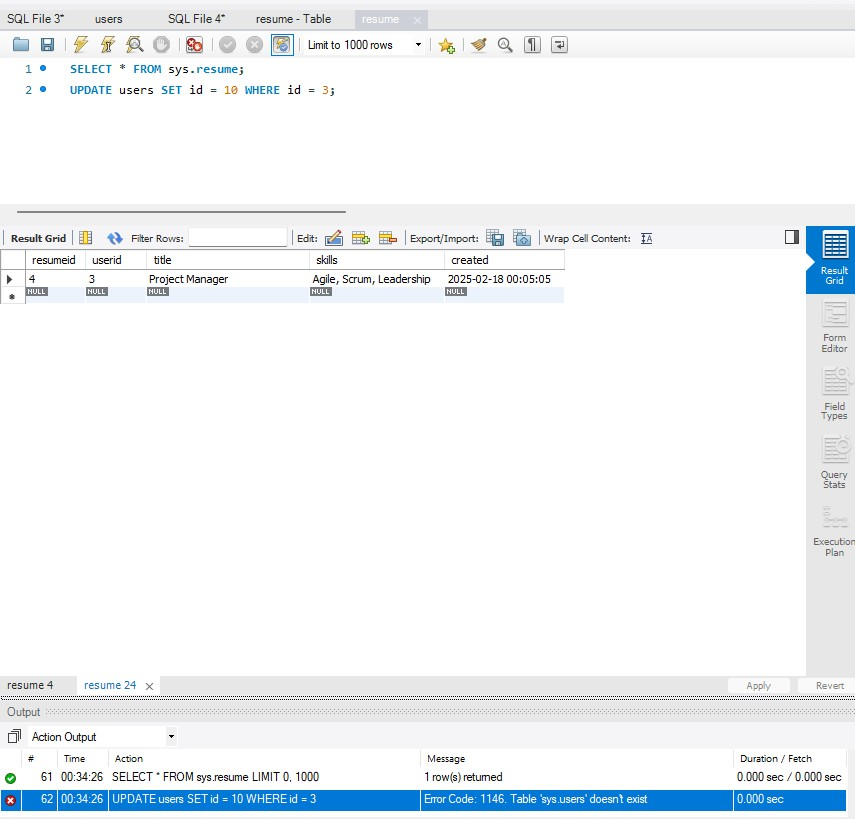 SQL File 3* users SQL File 4* resume - Table resume
Limit to 1000 rows
1 SELECT * FROM sys.resume;
2 UPDATE users SET id = 10 WHERE id = 3;
Result Grid Filter Rows: Edit: Export/Import: Wrap Cell Content: IA
resumeid userid title skills created
4 3 Project Manager Agile, Scrum, Leadership 2025-02-18 00:05:05
NULL NULL NULL NULL NULL
Result
Grid
Form
Editor
Field
Types
Query
Stats
Execution
Plan
resume 4 resume 24 Apply Revert
Output
Action Output
# Time Action Message Duration / Fetch
61 00:34:26 SELECT * FROM sys.resume LIMIT 0, 1000 1 row(s) returned 0.000 sec / 0.000 sec
62 00:34:26 UPDATE users SET id = 10 WHERE id = 3 Error Code: 1146. Table 'sys.users' doesn't exist 0.000 sec